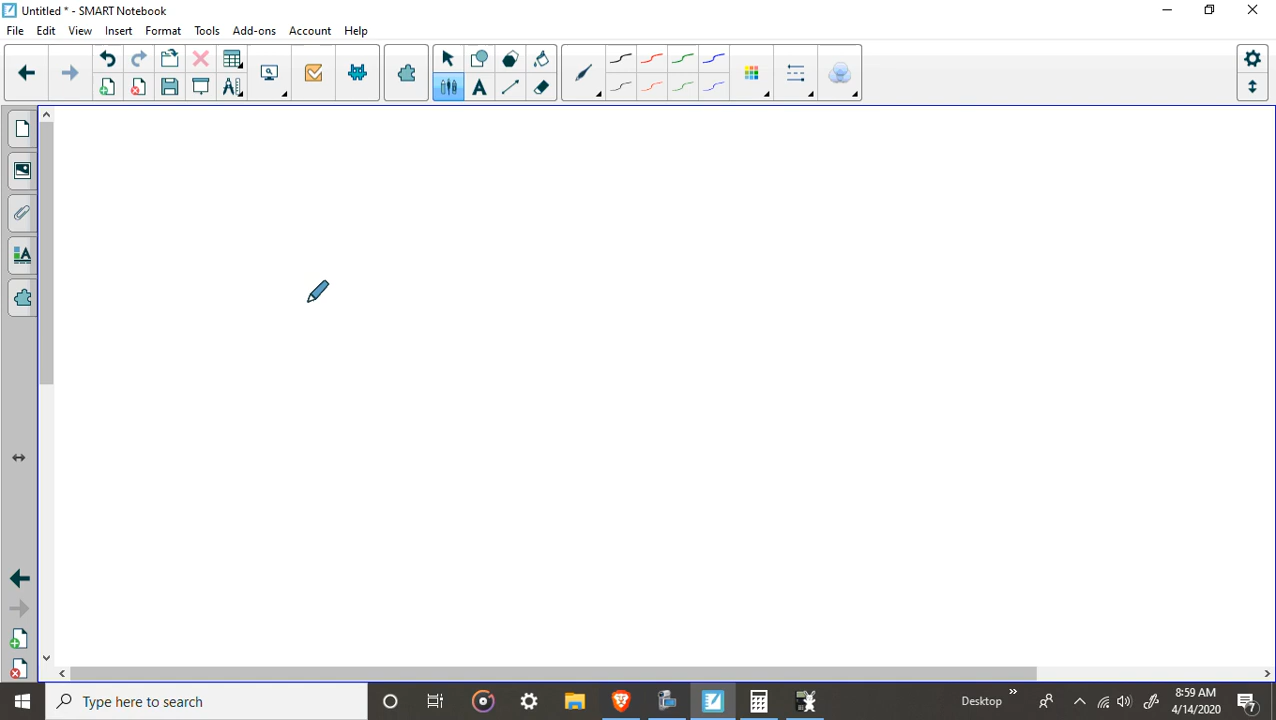 Untitled * - SMART Notebook
File Edit View Insert Format Tools Add-ons Account Help
Type here to search
Desktop
8:59 AM
4/14/2020
7